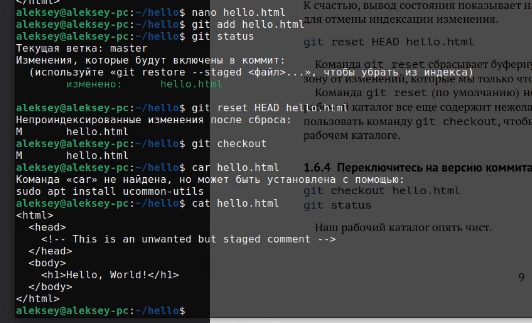 </html>
aleksey@aleksey-pc:~/hello$ nano hello.html
aleksey@aleksey-pc:~/hello$ git add hello.html
aleksey@aleksey-pc:~/hello$ git status
Текущая ветка: master
Изменения, которые будут включены в коммит:
(используйте «git restore --staged <файл>...», чтобы убрать из индекса)
изменено: hello.html
aleksey@aleksey-pc:~/hello$ git reset HEAD hello.html
Непроиндексированные изменения после сброса:
M hello.html
aleksey@aleksey-pc:~/hello$ git checkout
M hello.html
aleksey@aleksey-pc:~/hello$ car hello.html
Команда «car» не найдена, но может быть установлена с помощью:
sudo apt install ucommon-utils
aleksey@aleksey-pc:~/hello$ cat hello.html
<html>
<head>
<!-- This is an unwanted but staged comment -->
</head>
<body>
<h1>Hello, World!</h1>
</body>
</html>
aleksey@aleksey-pc:~/hello$
К счастью, вывод состояния показывает
для отмены индексации изменения.
git reset HEAD hello.html
Команда git reset сбрасывает буферну
зону от изменений, которые мы только что
Команда git reset (по умолчанию) не
каталог все еще содержит нежела
пользовать команду git checkout, чтобы
рабочем каталоге.
1.6.4 Переключитесь на версию коммита
git checkout hello.html
git status
Наш рабочий каталог опять чист.
9